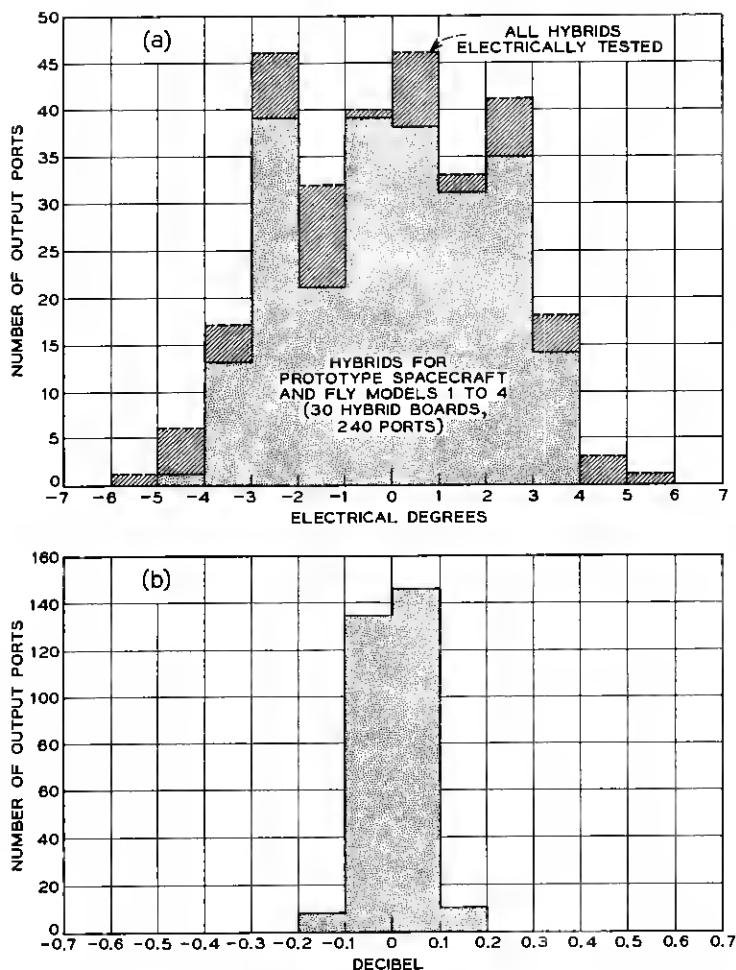 (a)
ALL HYBRIDS
ELECTRICALLY TESTED
50
45
40
35
30
25
20
15
10
5
0
NUMBER OF OUTPUT PORTS
HYBRIDS FOR
PROTOTYPE SPACECRAFT
AND FLY MODELS 1 TO 4
(30 HYBRID BOARDS,
240 PORTS)
-7 -6 -5 -4 -3 -2 -1 0 1 2 3 4 5 6 7
ELECTRICAL DEGREES
(b)
160
140
120
100
80
60
40
20
0
NUMBER OF OUTPUT PORTS
-0.7 -0.6 -0.5 -0.4 -0.3 -0.2 -0.1 0 0.1 0.2 0.3 0.4 0.5 0.6 0.7
DECIBEL